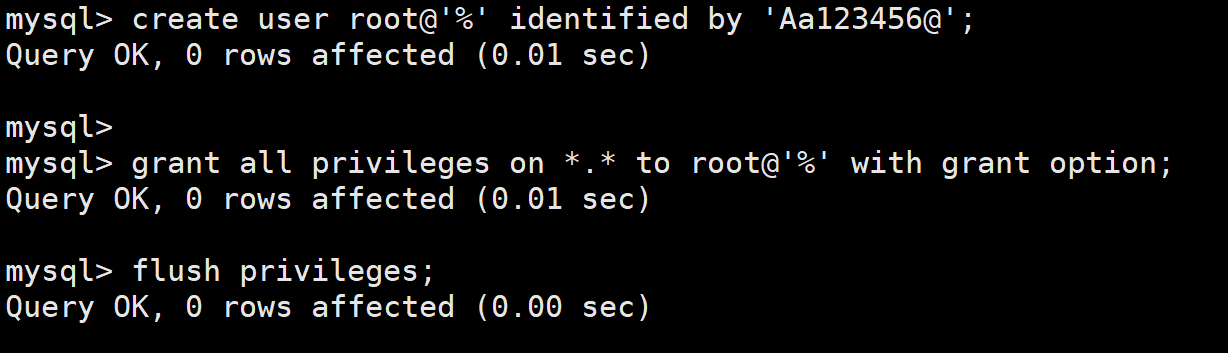 mysql> create user root@'%' identified by 'Aa123456@';
Query OK, 0 rows affected (0.01 sec)
mysql>
mysql> grant all privileges on *.* to root@'%' with grant option;
Query OK, 0 rows affected (0.01 sec)
mysql> flush privileges;
Query OK, 0 rows affected (0.00 sec)